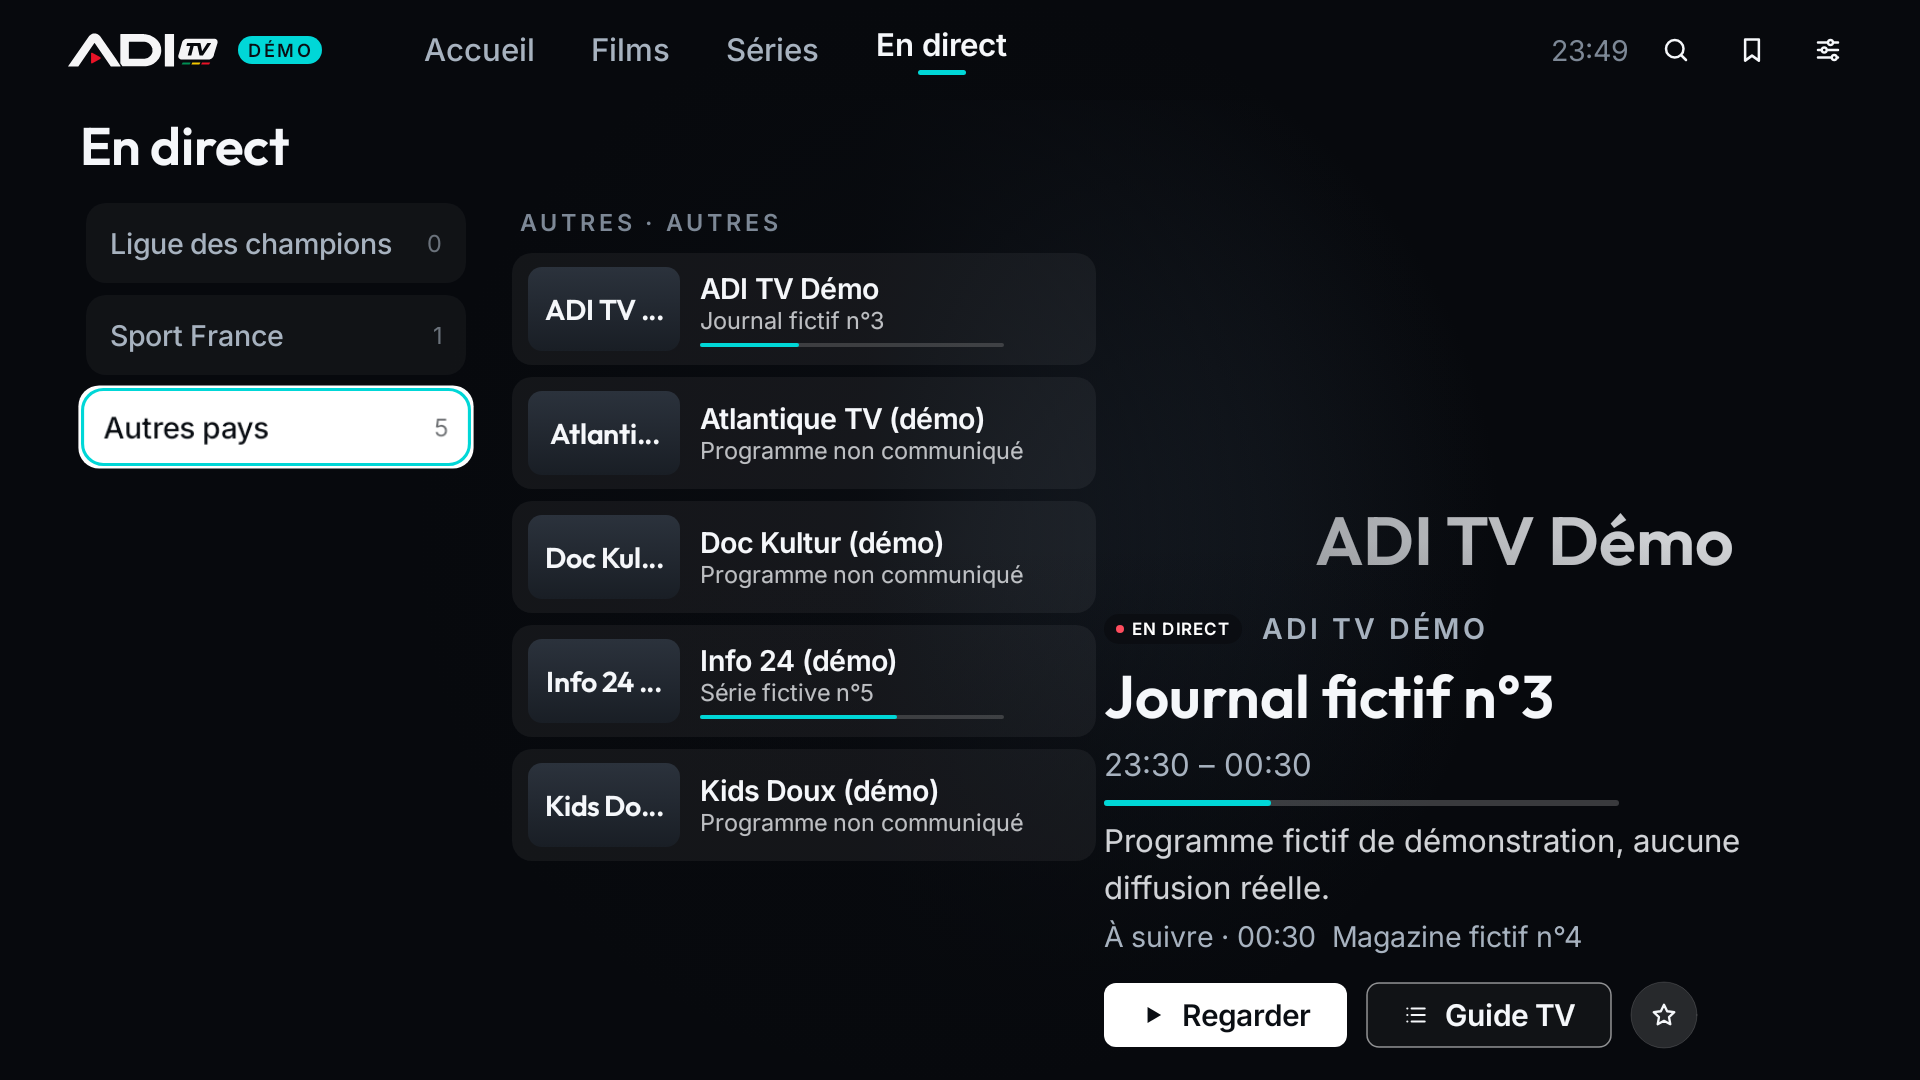 ADI TV DÉMO Accueil Films Séries En direct 23:49
En direct
Ligue des champions 0
Sport France 1
Autres pays 5
AUTRES · AUTRES
ADI TV ...
ADI TV Démo
Journal fictif n°3
Atlanti...
Atlantique TV (démo)
Programme non communiqué
Doc Kul...
Doc Kultur (démo)
Programme non communiqué
Info 24 ...
Info 24 (démo)
Série fictive n°5
Kids Do...
Kids Doux (démo)
Programme non communiqué
ADI TV Démo
EN DIRECT ADI TV DÉMO
Journal fictif n°3
23:30 – 00:30
Programme fictif de démonstration, aucune
diffusion réelle.
À suivre · 00:30 Magazine fictif n°4
Regarder Guide TV